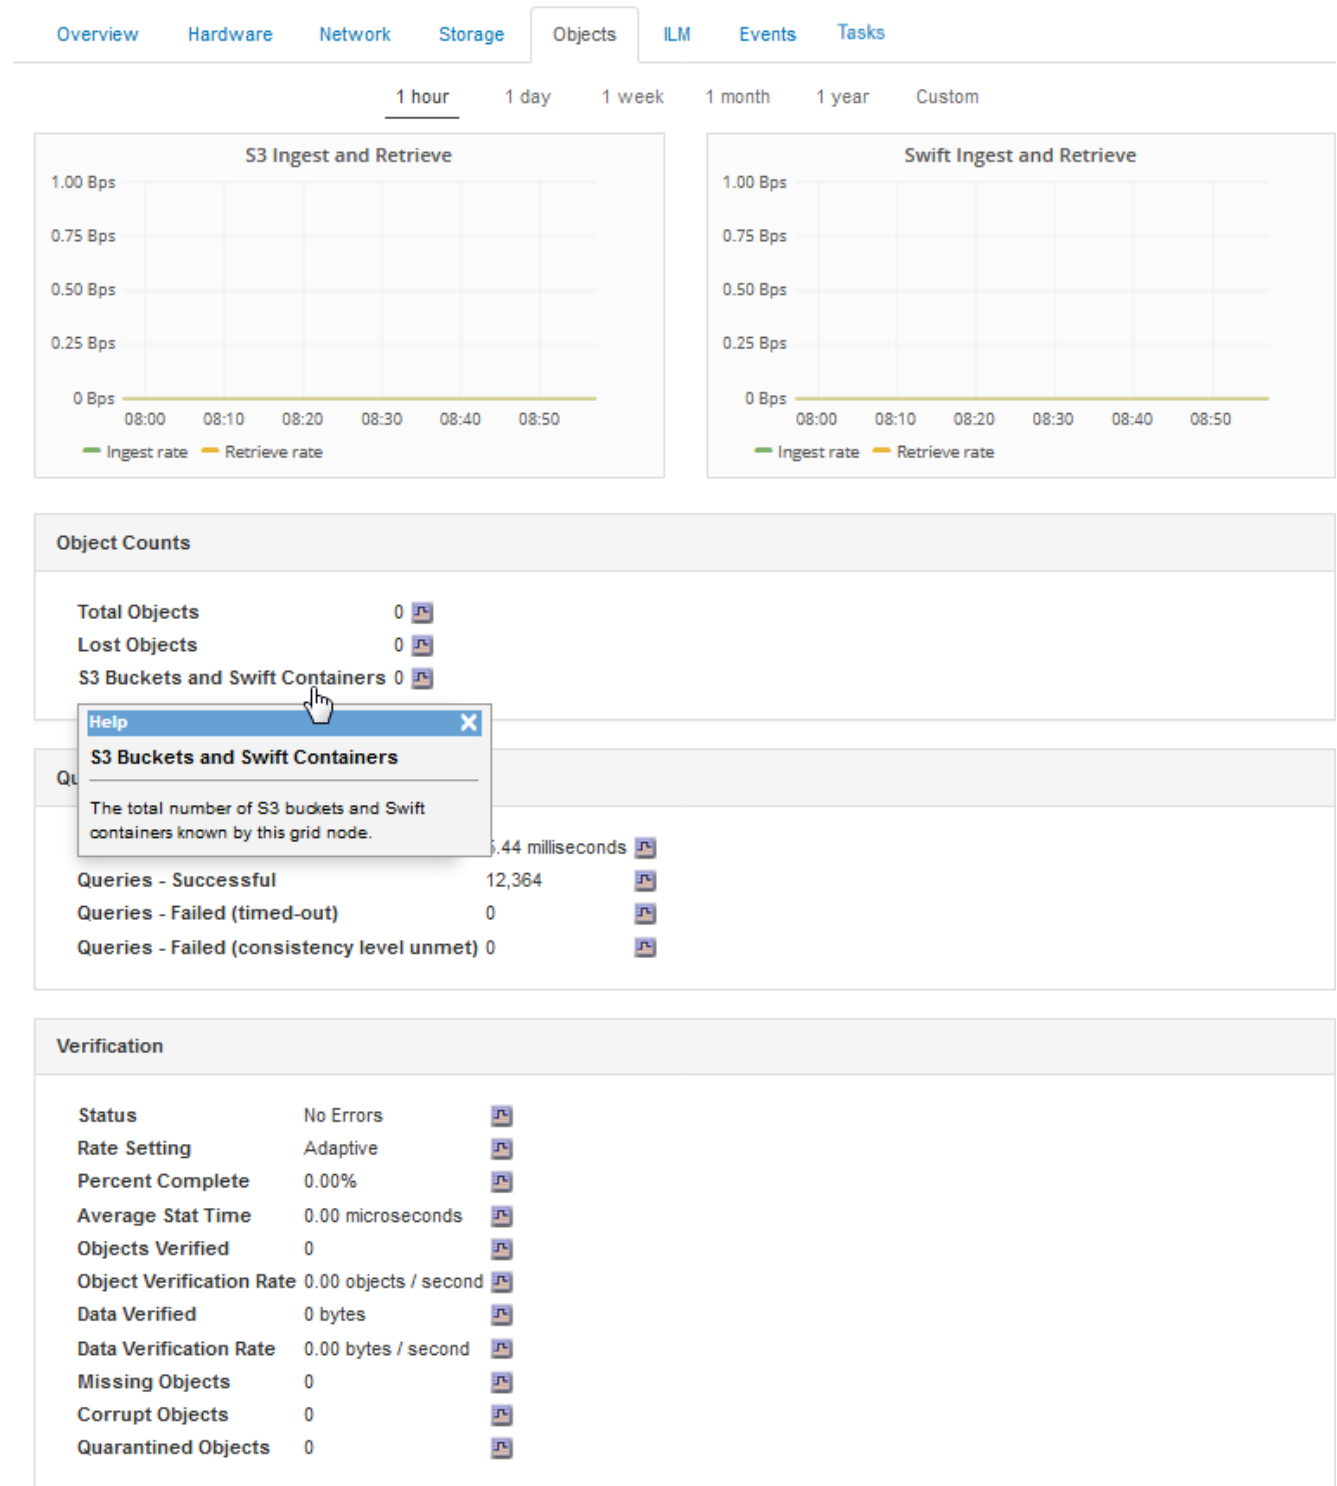 Overview Hardware Network Storage Objects ILM Events Tasks
1 hour 1 day 1 week 1 month 1 year Custom
S3 Ingest and Retrieve
1.00 Bps
0.75 Bps
0.50 Bps
0.25 Bps
0 Bps
08:00 08:10 08:20 08:30 08:40 08:50
Ingest rate Retrieve rate
Swift Ingest and Retrieve
1.00 Bps
0.75 Bps
0.50 Bps
0.25 Bps
0 Bps
08:00 08:10 08:20 08:30 08:40 08:50
Ingest rate Retrieve rate
Object Counts
Total Objects 0
Lost Objects 0
S3 Buckets and Swift Containers 0
Help
S3 Buckets and Swift Containers
The total number of S3 buckets and Swift
containers known by this grid node.
.44 milliseconds
Queries - Successful 12,364
Queries - Failed (timed-out) 0
Queries - Failed (consistency level unmet) 0
Verification
Status No Errors
Rate Setting Adaptive
Percent Complete 0.00%
Average Stat Time 0.00 microseconds
Objects Verified 0
Object Verification Rate 0.00 objects / second
Data Verified 0 bytes
Data Verification Rate 0.00 bytes / second
Missing Objects 0
Corrupt Objects 0
Quarantined Objects 0